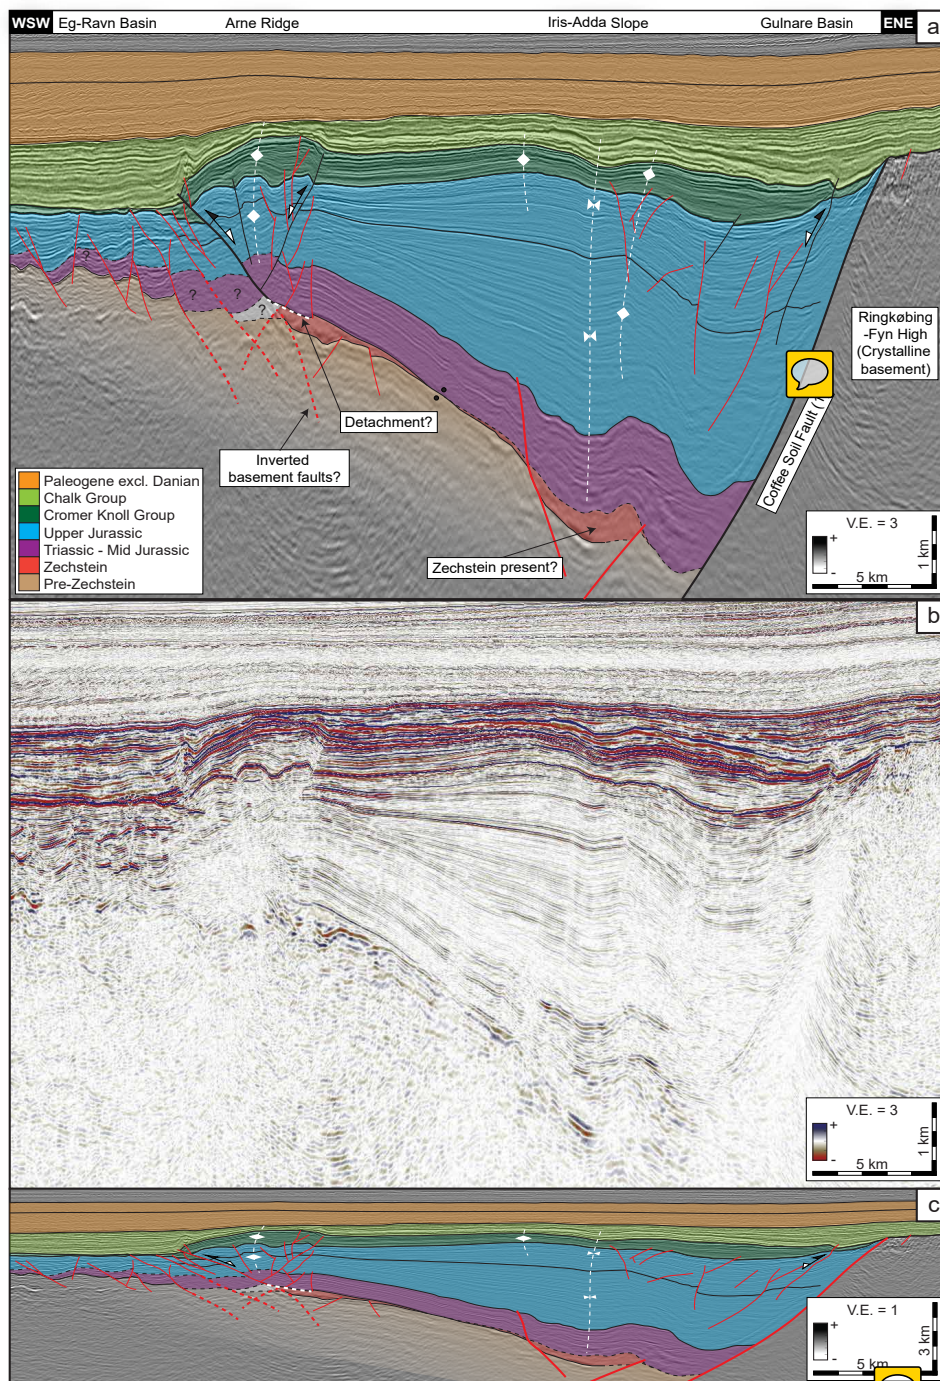 WSW Eg-Ravn Basin Arne Ridge Iris-Adda Slope Gulnare Basin ENE a
Ringkøbing
-Fyn High
(Crystalline
basement)
?
?
?
?
Detachment?
Inverted
basement faults?
Coffee Soil Fault
Zechstein present?
Paleogene excl. Danian
Chalk Group
Cromer Knoll Group
Upper Jurassic
Triassic - Mid Jurassic
Zechstein
Pre-Zechstein
V.E. = 3
+
-
5 km
1 km
b
V.E. = 3
+
-
5 km
1 km
c
V.E. = 1
+
-
5 km
3 km